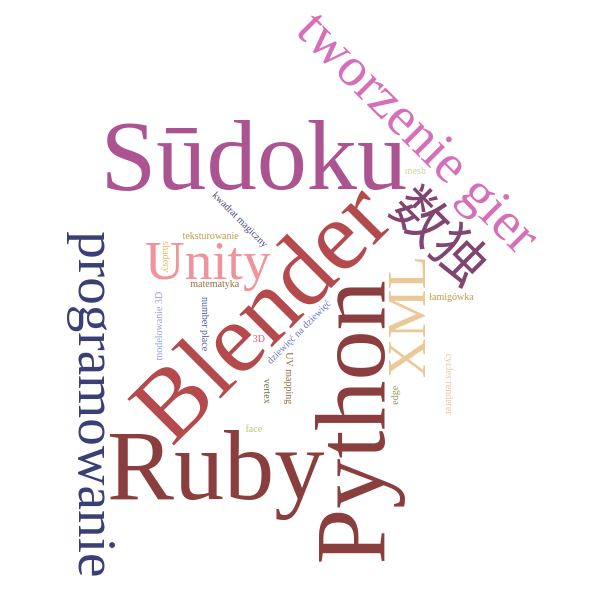 tworzenie gier
Sūdoku
mesh
数独
kwadrat magiczny
teksturowanie
shadery
Unity
matematyka
Blender
programowanie
modelowanie 3D
number place
3D
dziewięć na dziewięć
XML
łamigówka
Python
UV mapping
vertex
edge
cycles renderer
face
Ruby